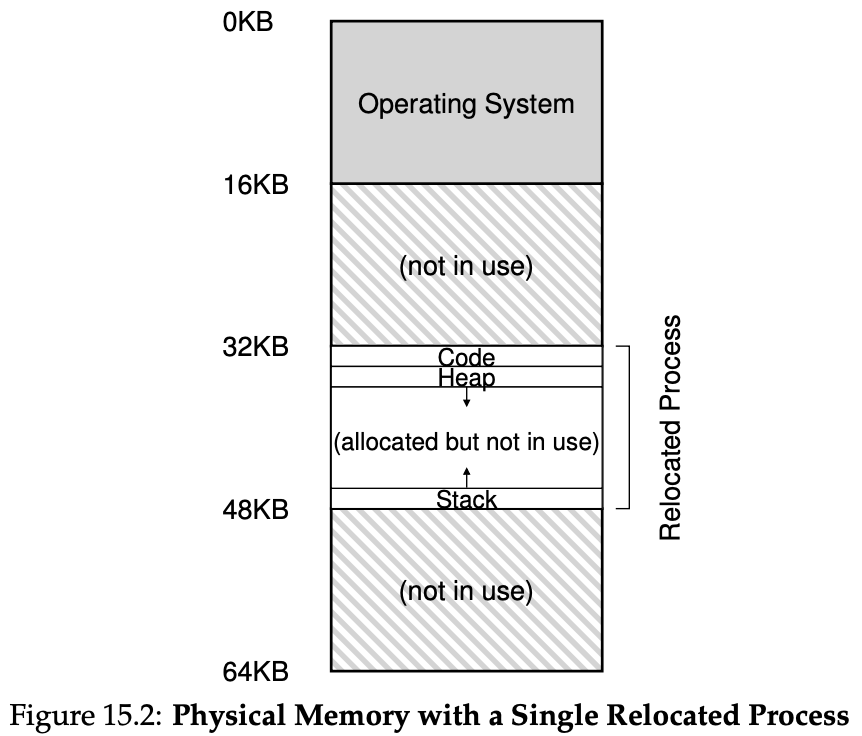 0KB
Operating System
16KB
(not in use)
32KB
Code
Heap
(allocated but not in use)
Stack
48KB
(not in use)
64KB
Relocated Process
Figure 15.2: Physical Memory with a Single Relocated Process